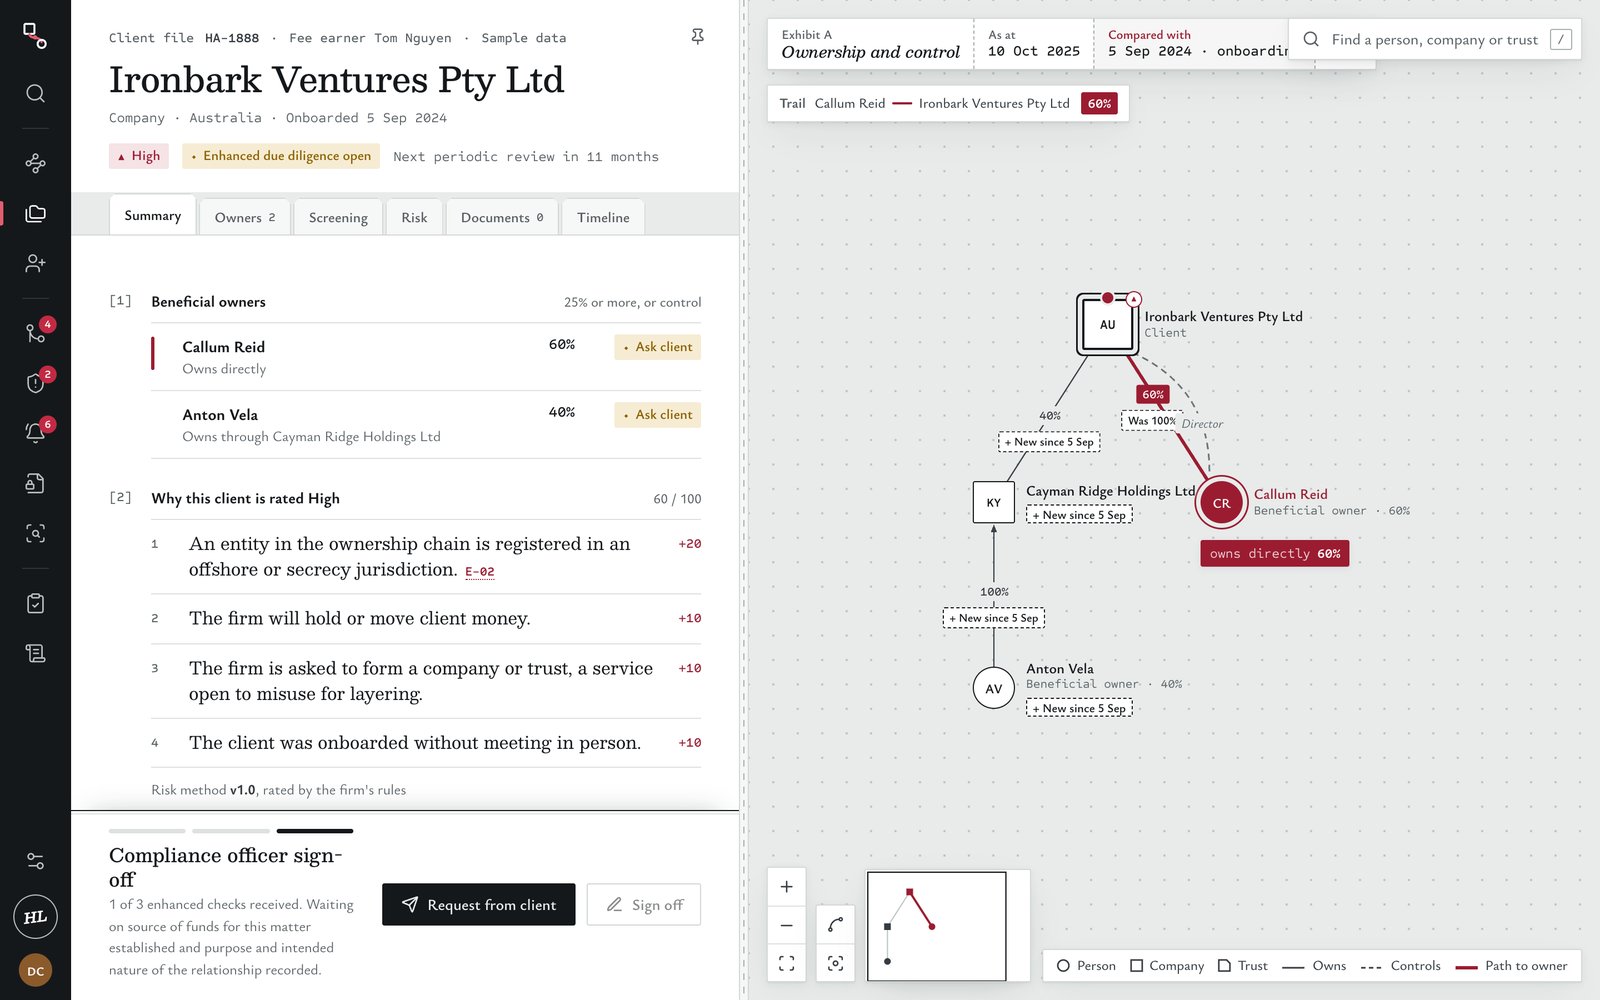 Client file HA-1888 · Fee earner Tom Nguyen · Sample data
Ironbark Ventures Pty Ltd
Company · Australia · Onboarded 5 Sep 2024
▲ High
• Enhanced due diligence open
Next periodic review in 11 months
Summary
Owners 2
Screening
Risk
Documents 0
Timeline
[1] Beneficial owners
25% or more, or control
Callum Reid
60%
• Ask client
Owns directly
Anton Vela
40%
• Ask client
Owns through Cayman Ridge Holdings Ltd
[2] Why this client is rated High
60 / 100
1 An entity in the ownership chain is registered in an
offshore or secrecy jurisdiction. E-02
+20
2 The firm will hold or move client money.
+10
3 The firm is asked to form a company or trust, a service
open to misuse for layering.
+10
4 The client was onboarded without meeting in person.
+10
Risk method v1.0, rated by the firm's rules
Compliance officer sign-
off
1 of 3 enhanced checks received. Waiting
on source of funds for this matter
established and purpose and intended
nature of the relationship recorded.
Request from client
Sign off
4
2
6
HL
DC
Exhibit A
Ownership and control
As at
10 Oct 2025
Compared with
5 Sep 2024 · onboardin
Find a person, company or trust /
Trail Callum Reid — Ironbark Ventures Pty Ltd 60%
AU
Ironbark Ventures Pty Ltd
Client
60%
40%
Was 100%
Director
+ New since 5 Sep
KY
Cayman Ridge Holdings Ltd
+ New since 5 Sep
CR
Callum Reid
Beneficial owner · 60%
owns directly 60%
100%
+ New since 5 Sep
AV
Anton Vela
Beneficial owner · 40%
+ New since 5 Sep
Person
Company
Trust
Owns
Controls
Path to owner